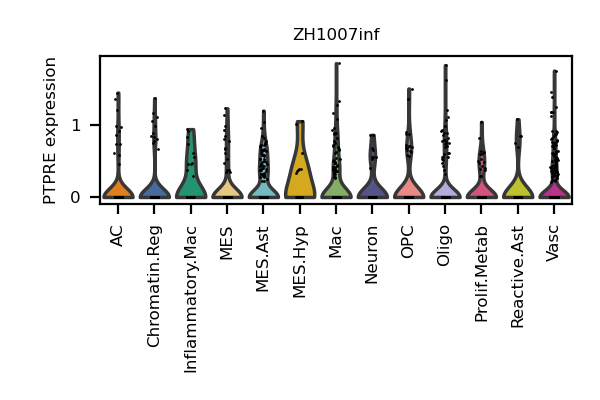 ZH1007inf
PTPRE expression
1
0
AC
Chromatin.Reg
Inflammatory.Mac
MES
MES.Ast
MES.Hyp
Mac
Neuron
OPC
Oligo
Prolif.Metab
Reactive.Ast
Vasc